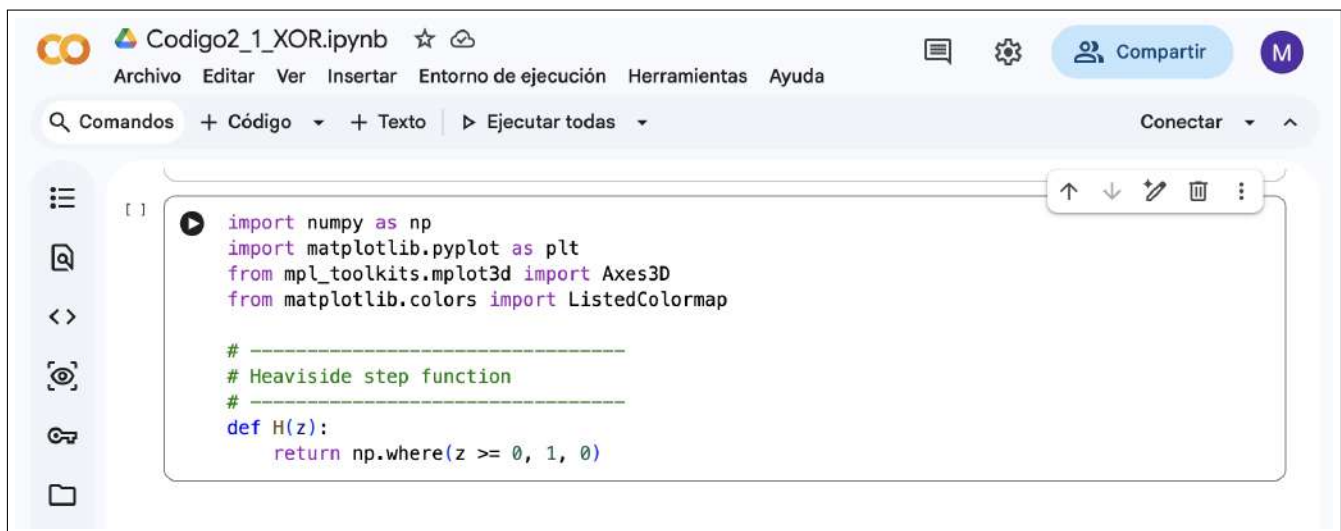 CO
Codigo2_1_XOR.ipynb
Compartir
M
Archivo Editar Ver Insertar Entorno de ejecución Herramientas Ayuda
Comandos + Código + Texto Ejecutar todas Conectar
[ ]
import numpy as np
import matplotlib.pyplot as plt
from mpl_toolkits.mplot3d import Axes3D
from matplotlib.colors import ListedColormap
# ---------------------------------
# Heaviside step function
# ---------------------------------
def H(z):
    return np.where(z >= 0, 1, 0)